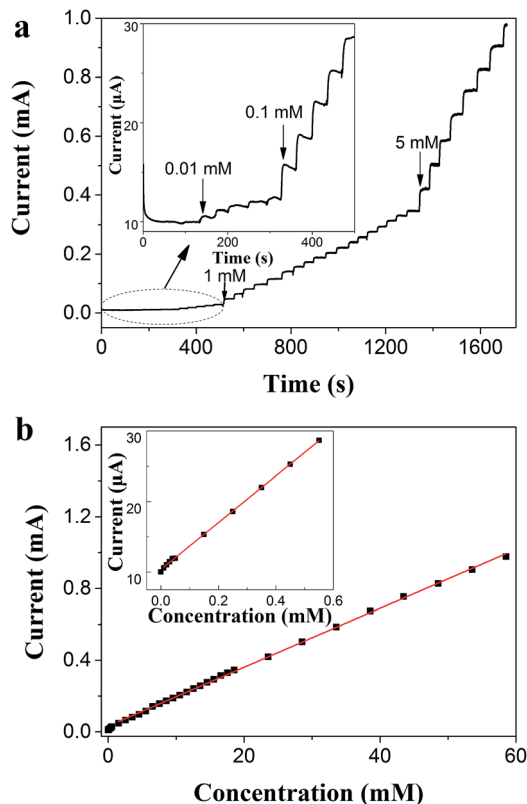 a
1.0
0.8
0.6
0.4
0.2
0.0
Current (mA)
0
400
800
1200
1600
Time (s)
30
20
10
Current (µA)
0
200
400
Time (s)
0.01 mM
0.1 mM
1 mM
5 mM
b
1.6
1.2
0.8
0.4
0.0
Current (mA)
0
20
40
60
Concentration (mM)
30
20
10
Current (µA)
0.0
0.2
0.4
0.6
Concentration (mM)